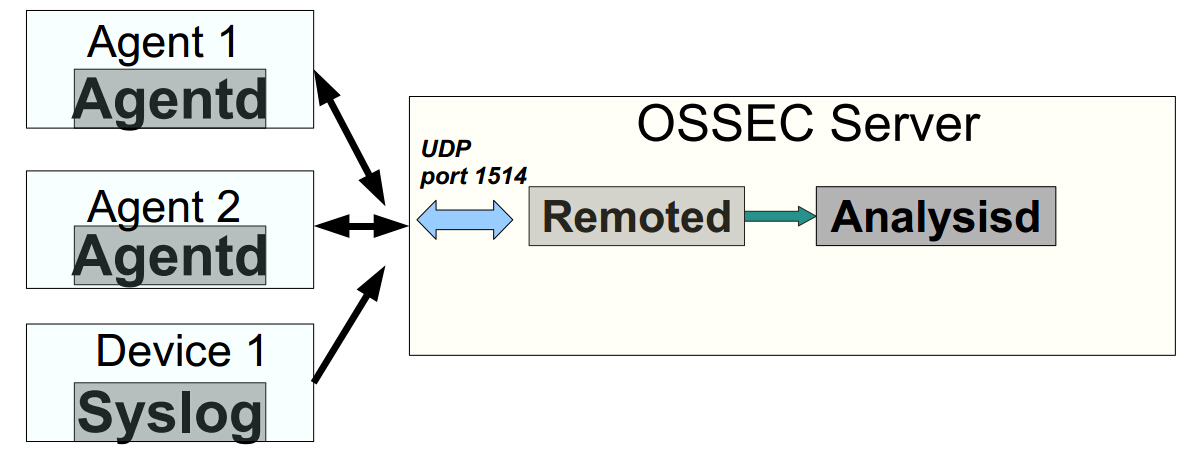 Agent 1
Agentd
Agent 2
Agentd
Device 1
Syslog
OSSEC Server
UDP
port 1514
Remoted
Analysisd